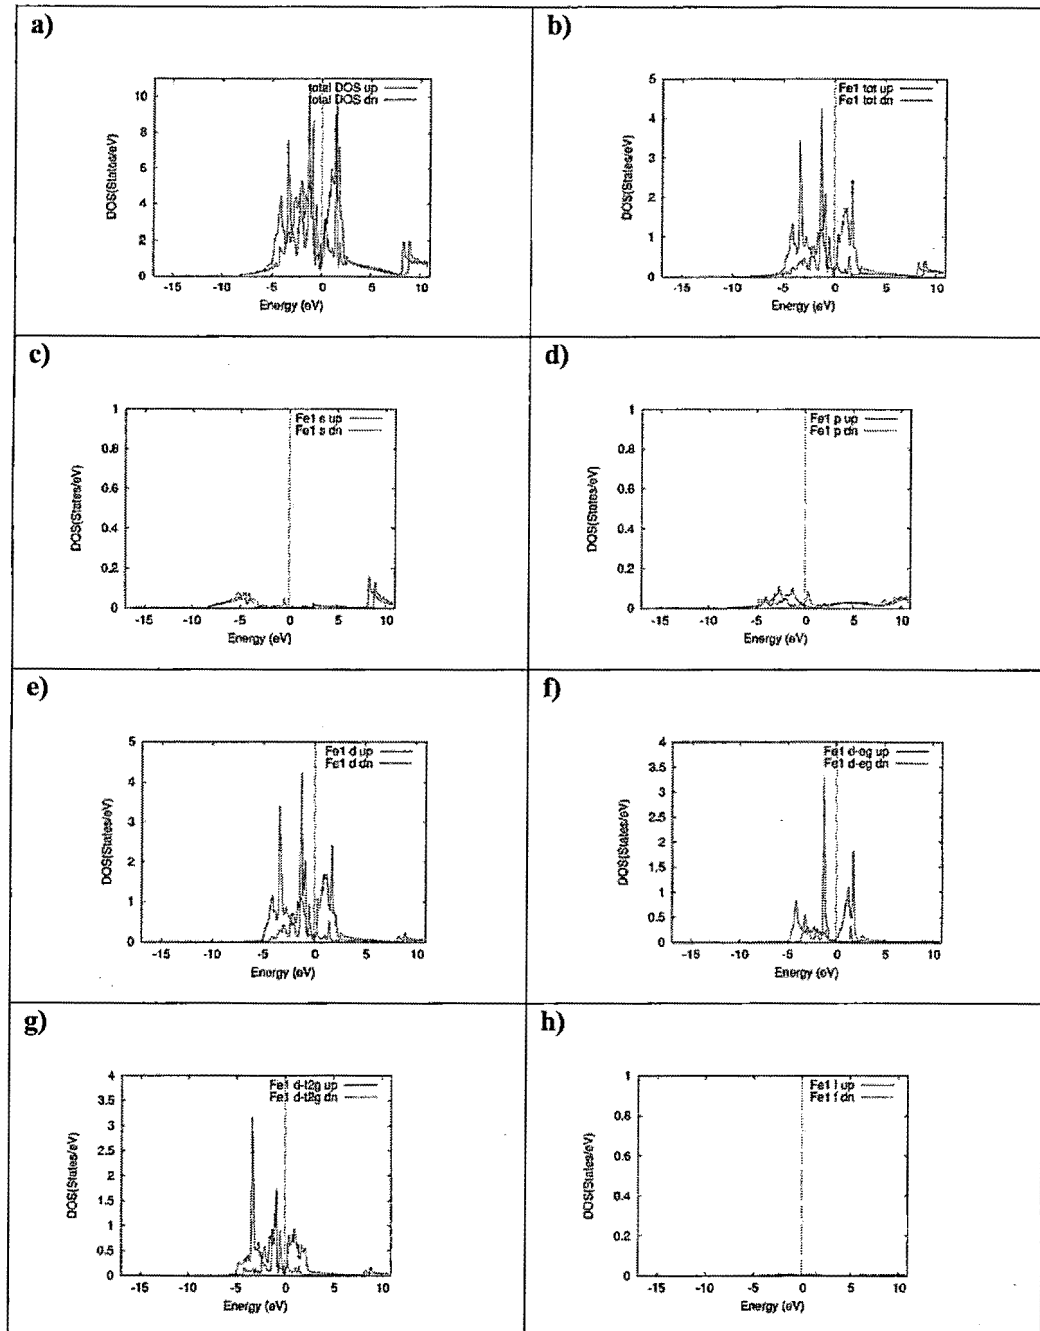 a)
total DOS up
total DOS dn
10
8
6
4
2
0
DOS(States/eV)
-15 -10 -5 0 5 10
Energy (eV)
b)
Fe1 tot up
Fe1 tot dn
5
4
3
2
1
0
DOS(States/eV)
-15 -10 -5 0 5 10
Energy (eV)
c)
Fe1 s up
Fe1 s dn
1
0.8
0.6
0.4
0.2
0
DOS(States/eV)
-15 -10 -5 0 5 10
Energy (eV)
d)
Fe1 p up
Fe1 p dn
1
0.8
0.6
0.4
0.2
0
DOS(States/eV)
-15 -10 -5 0 5 10
Energy (eV)
e)
Fe1 d up
Fe1 d dn
5
4
3
2
1
0
DOS(States/eV)
-15 -10 -5 0 5 10
Energy (eV)
f)
Fe1 d-eg up
Fe1 d-eg dn
4
3.5
3
2.5
2
1.5
1
0.5
0
DOS(States/eV)
-15 -10 -5 0 5 10
Energy (eV)
g)
Fe1 d-t2g up
Fe1 d-t2g dn
4
3.5
3
2.5
2
1.5
1
0.5
0
DOS(States/eV)
-15 -10 -5 0 5 10
Energy (eV)
h)
Fe1 f up
Fe1 f dn
1
0.8
0.6
0.4
0.2
0
DOS(States/eV)
-15 -10 -5 0 5 10
Energy (eV)